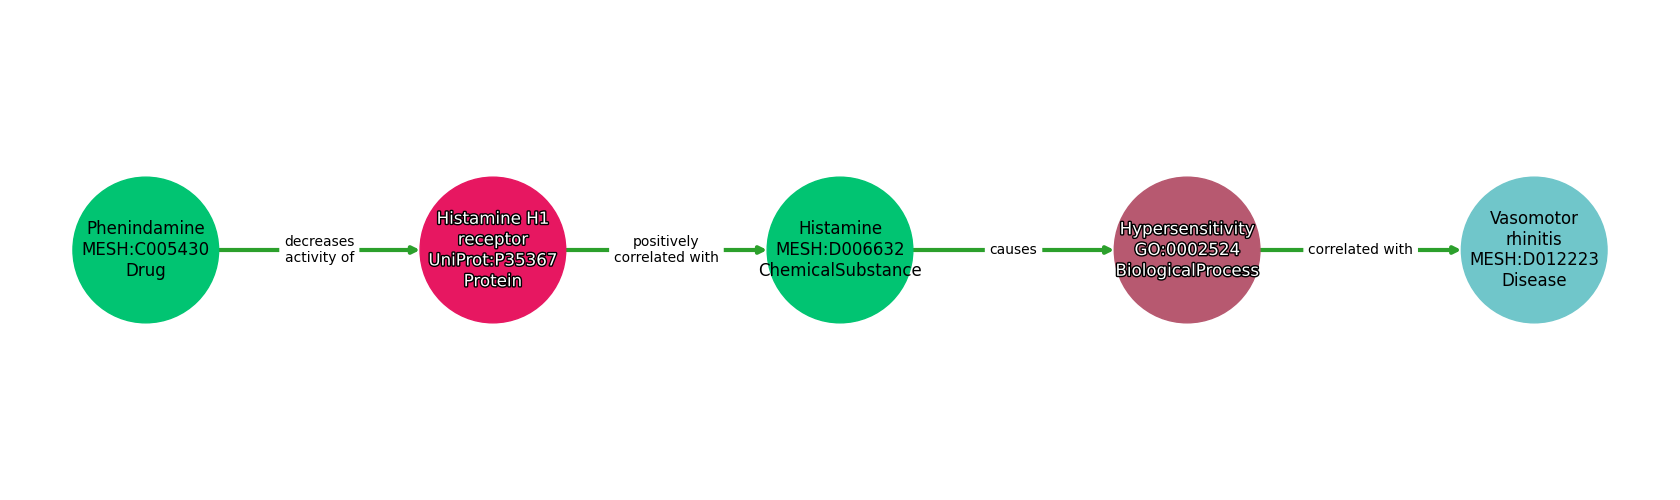 Phenindamine
MESH:C005430
Drug
decreases
activity of
Histamine H1
receptor
UniProt:P35367
Protein
positively
correlated with
Histamine
MESH:D006632
ChemicalSubstance
causes
Hypersensitivity
GO:0002524
BiologicalProcess
correlated with
Vasomotor
rhinitis
MESH:D012223
Disease